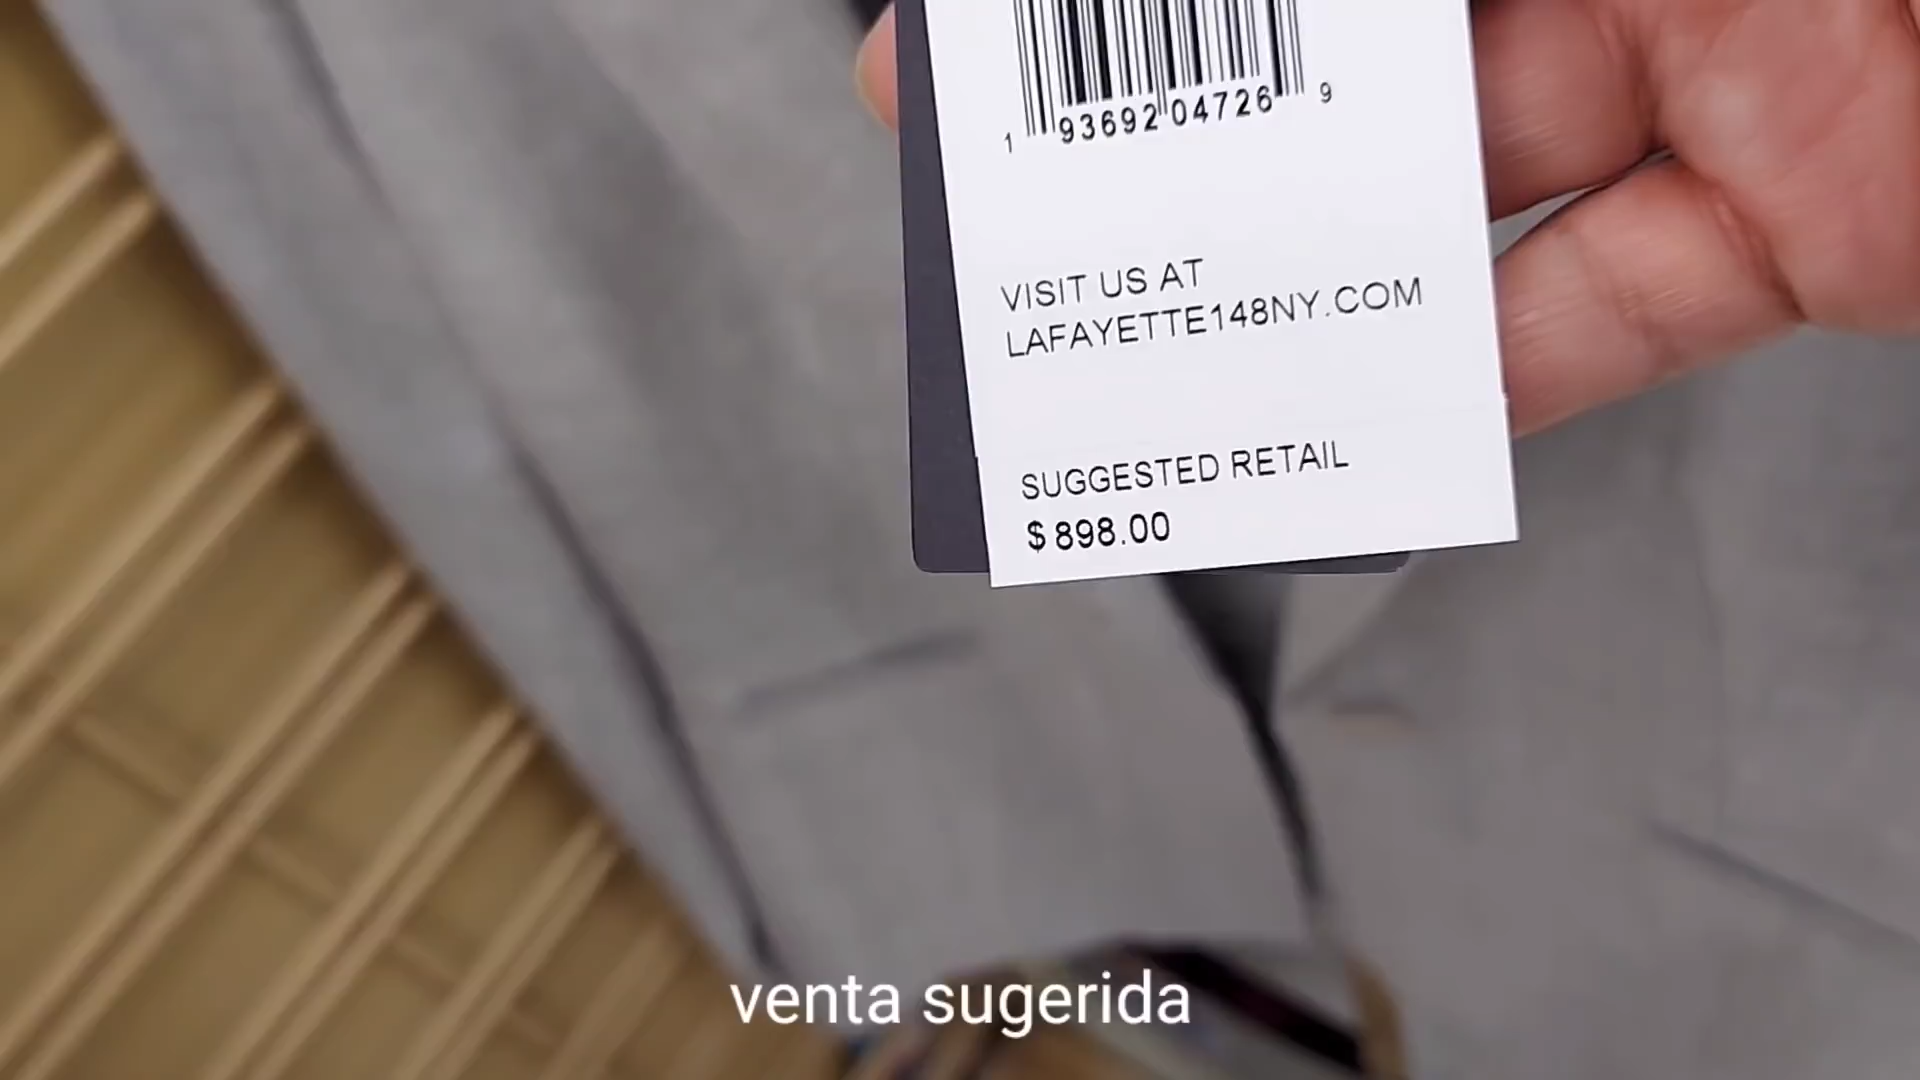 1 93692 04726 9
VISIT US AT
LAFAYETTE148NY.COM
SUGGESTED RETAIL
$898.00
venta sugerida